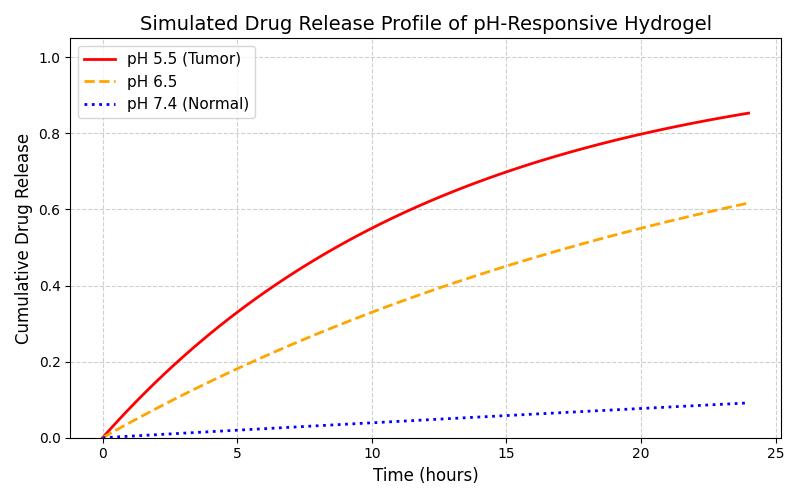 Simulated Drug Release Profile of pH-Responsive Hydrogel
1.0
0.8
0.6
0.4
0.2
0.0
Cumulative Drug Release
pH 5.5 (Tumor)
pH 6.5
pH 7.4 (Normal)
0 5 10 15 20 25
Time (hours)